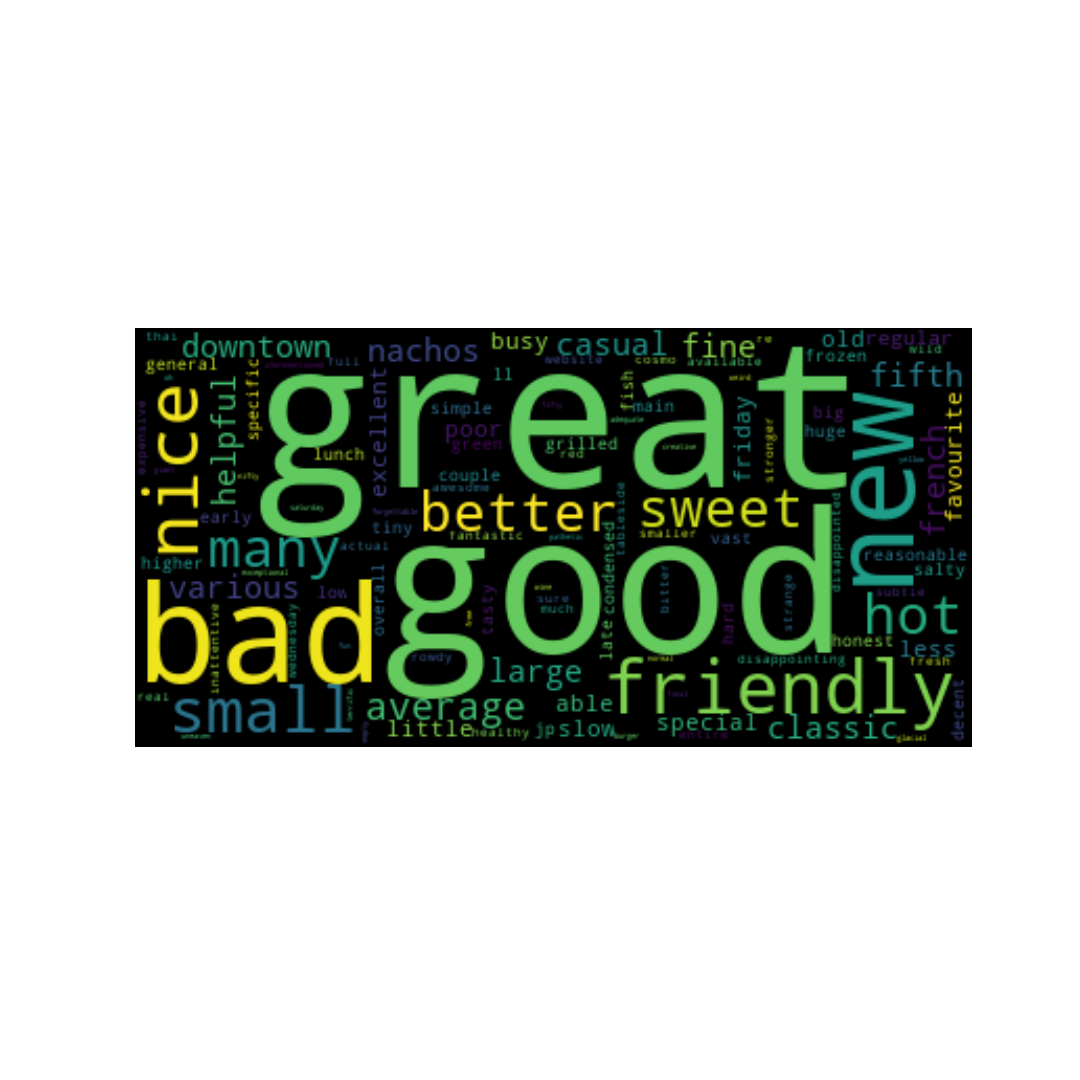 thai
downtown
nachos
busy
casual
fine
re
old
regular
wild
general
full
website
cosmo
available
frozen
fifth
specific
ll
great
nice
helpful
excellent
simple
fish
main
friday
stronger
big
huge
new
french
favourite
expensive
poor
green
grilled
red
adequate
creative
lunch
couple
awesome
yellow
saturday
better
sweet
early
tiny
forgettable
fantastic
pathetic
tableside
smaller
vast
disappointed
many
actual
good
reasonable
salty
higher
exceptional
various
low
overall
bad
tasty
wine
sure
much
condensed
late
bitter
hard
strange
subtle
hot
inattentive
wednesday
rowdy
honest
less
fresh
normal
disappointing
large
friendly
real
small
average
able
special
classic
decent
little
healthy
jp
slow
burger
entire
glacial